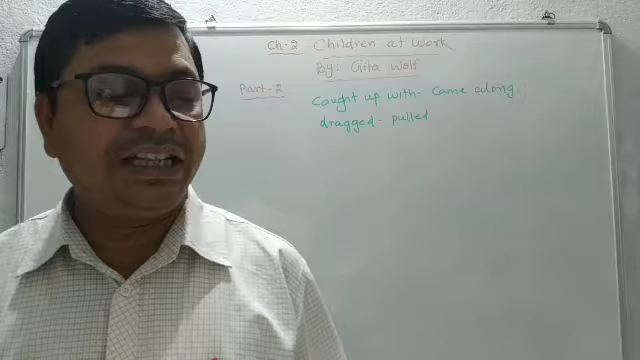 Ch-2 Children at Work
By: Gita Wolf
Part-2
Caught up with - Came along.
dragged - pulled